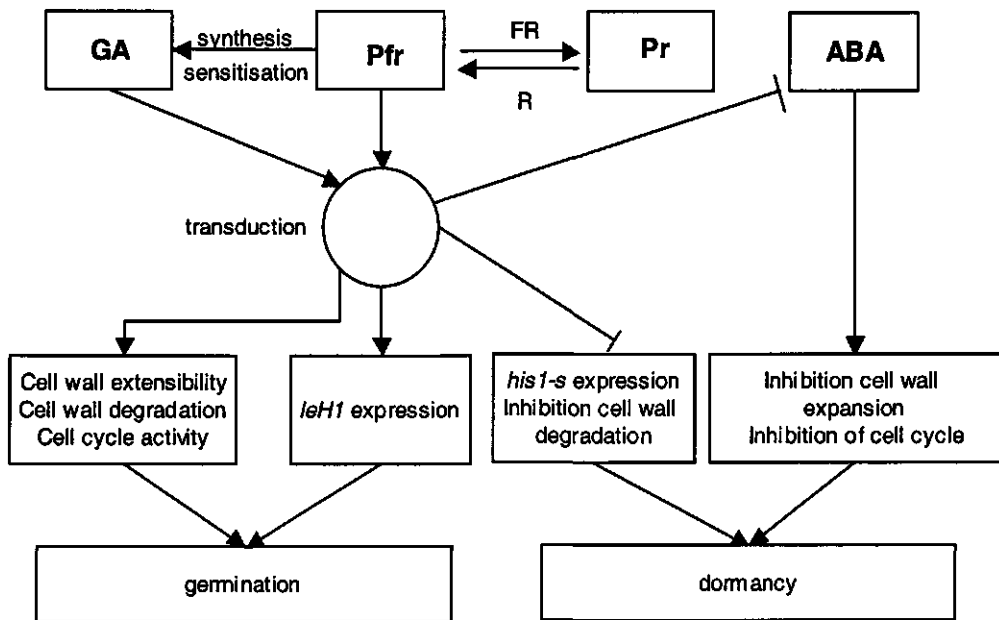 GA
synthesis
sensitisation
Pfr
FR
R
Pr
ABA
transduction
Cell wall extensibility
Cell wall degradation
Cell cycle activity
leH1 expression
his1-s expression
Inhibition cell wall
degradation
Inhibition cell wall
expansion
Inhibition of cell cycle
germination
dormancy